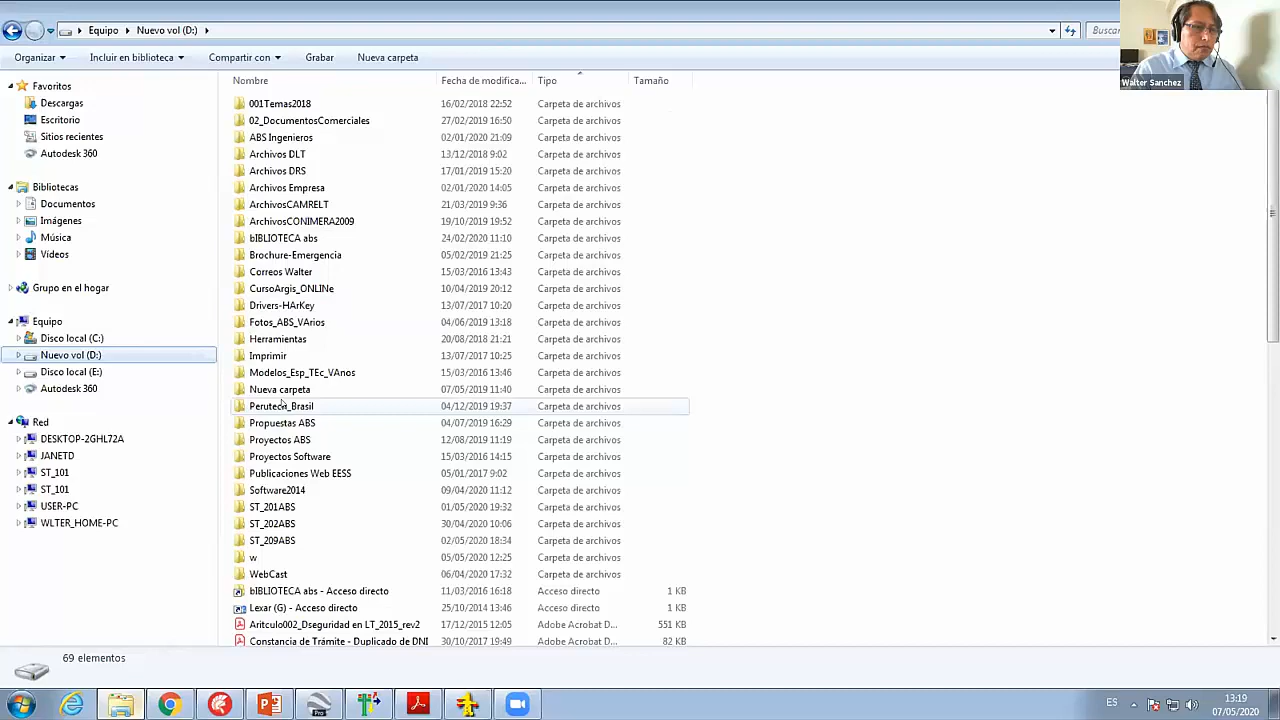 Equipo Nuevo vol (D:)
Buscar
Organizar Incluir en biblioteca Compartir con Grabar Nueva carpeta
Walter Sanchez
Favoritos
Descargas
Escritorio
Sitios recientes
Autodesk 360
Bibliotecas
Documentos
Imágenes
Música
Vídeos
Grupo en el hogar
Equipo
Disco local (C:)
Nuevo vol (D:)
Disco local (E:)
Autodesk 360
Red
DESKTOP-2GHL72A
JANETD
ST_101
ST_101
USER-PC
WLTER_HOME-PC
Nombre Fecha de modifica... Tipo Tamaño
001Temas2018 16/02/2018 22:52 Carpeta de archivos
02_DocumentosComerciales 27/02/2019 16:50 Carpeta de archivos
ABS Ingenieros 02/01/2020 21:09 Carpeta de archivos
Archivos DLT 13/12/2018 9:02 Carpeta de archivos
Archivos DRS 17/01/2019 15:20 Carpeta de archivos
Archivos Empresa 02/01/2020 14:05 Carpeta de archivos
ArchivosCAMRELT 21/03/2019 9:36 Carpeta de archivos
ArchivosCONIMERA2009 19/10/2019 19:52 Carpeta de archivos
bIBLIOTECA abs 24/02/2020 11:10 Carpeta de archivos
Brochure-Emergencia 05/02/2019 21:25 Carpeta de archivos
Correos Walter 15/03/2016 13:43 Carpeta de archivos
CursoArgis_ONLINe 10/04/2019 20:12 Carpeta de archivos
Drivers-HArKey 13/07/2017 10:20 Carpeta de archivos
Fotos_ABS_VArios 04/06/2019 13:18 Carpeta de archivos
Herramientas 20/08/2018 21:21 Carpeta de archivos
Imprimir 13/07/2017 10:25 Carpeta de archivos
Modelos_Esp_TEc_VAnos 15/03/2016 13:46 Carpeta de archivos
Nueva carpeta 07/05/2019 11:40 Carpeta de archivos
Perutech_Brasil 04/12/2019 19:37 Carpeta de archivos
Propuestas ABS 04/07/2019 16:29 Carpeta de archivos
Proyectos ABS 12/08/2019 11:19 Carpeta de archivos
Proyectos Software 15/03/2016 14:15 Carpeta de archivos
Publicaciones Web EESS 05/01/2017 9:02 Carpeta de archivos
Software2014 09/04/2020 11:12 Carpeta de archivos
ST_201ABS 01/05/2020 19:32 Carpeta de archivos
ST_202ABS 30/04/2020 10:06 Carpeta de archivos
ST_209ABS 02/05/2020 18:34 Carpeta de archivos
w 05/05/2020 12:25 Carpeta de archivos
WebCast 06/04/2020 17:32 Carpeta de archivos
bIBLIOTECA abs - Acceso directo 11/03/2016 16:18 Acceso directo 1 KB
Lexar (G) - Acceso directo 25/10/2014 13:46 Acceso directo 1 KB
Aritculo002_Dseguridad en LT_2015_rev2 17/12/2015 12:05 Adobe Acrobat D... 551 KB
Constancia de Trámite - Duplicado de DNI 30/10/2017 19:49 Adobe Acrobat D... 82 KB
69 elementos
ES
13:19
07/05/2020